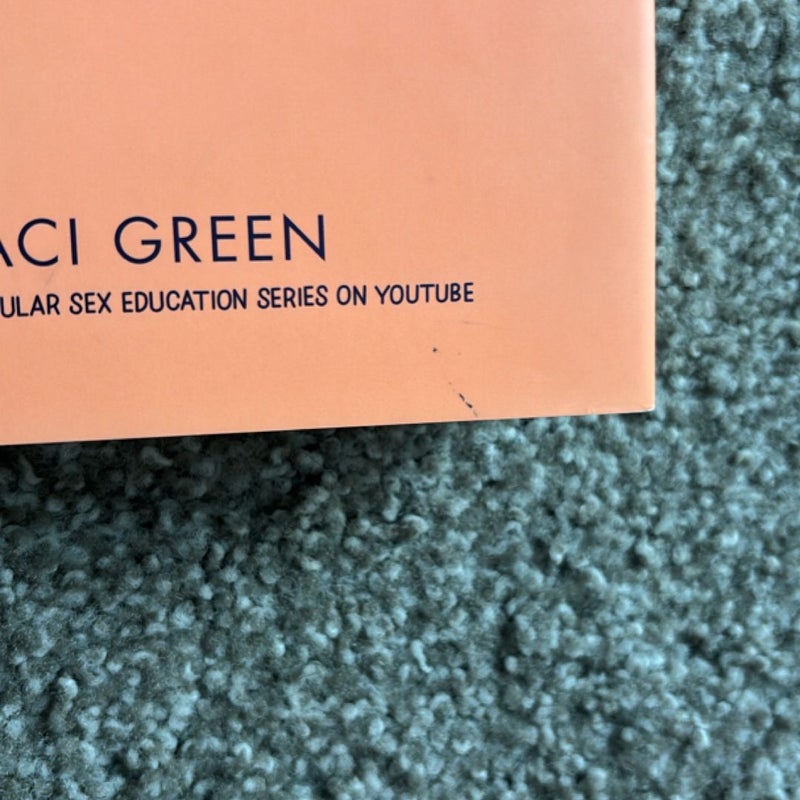 ACI GREEN
ULAR SEX EDUCATION SERIES ON YOUTUBE